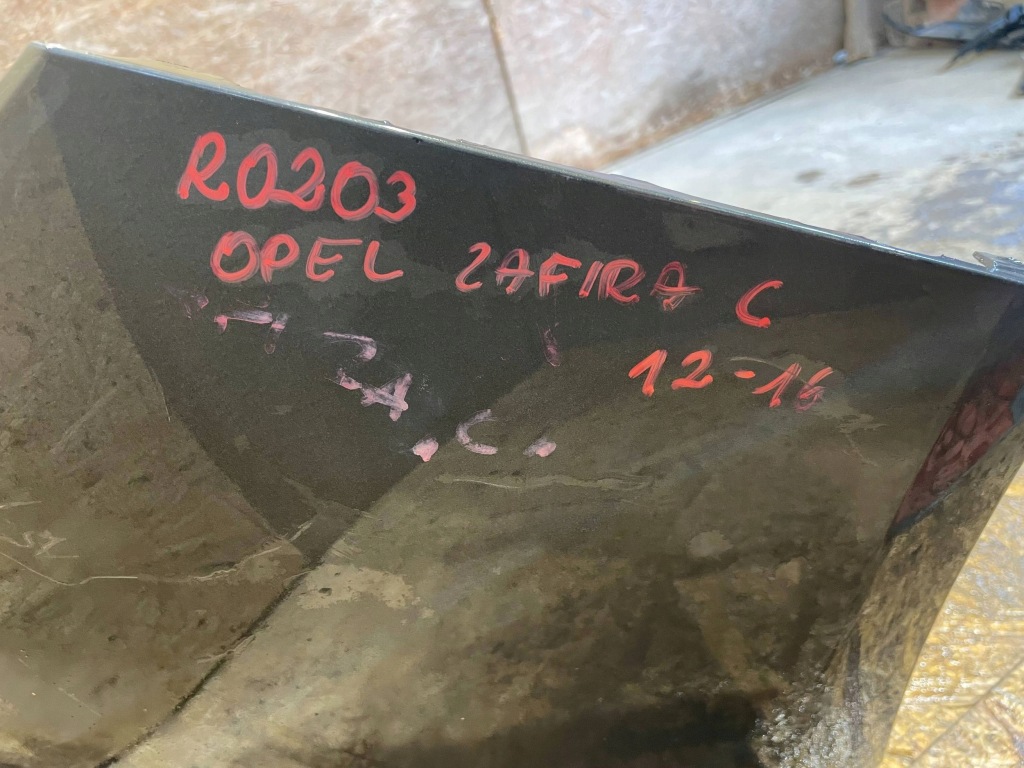 R0203
OPEL ZAFIRA C
12-16
C.